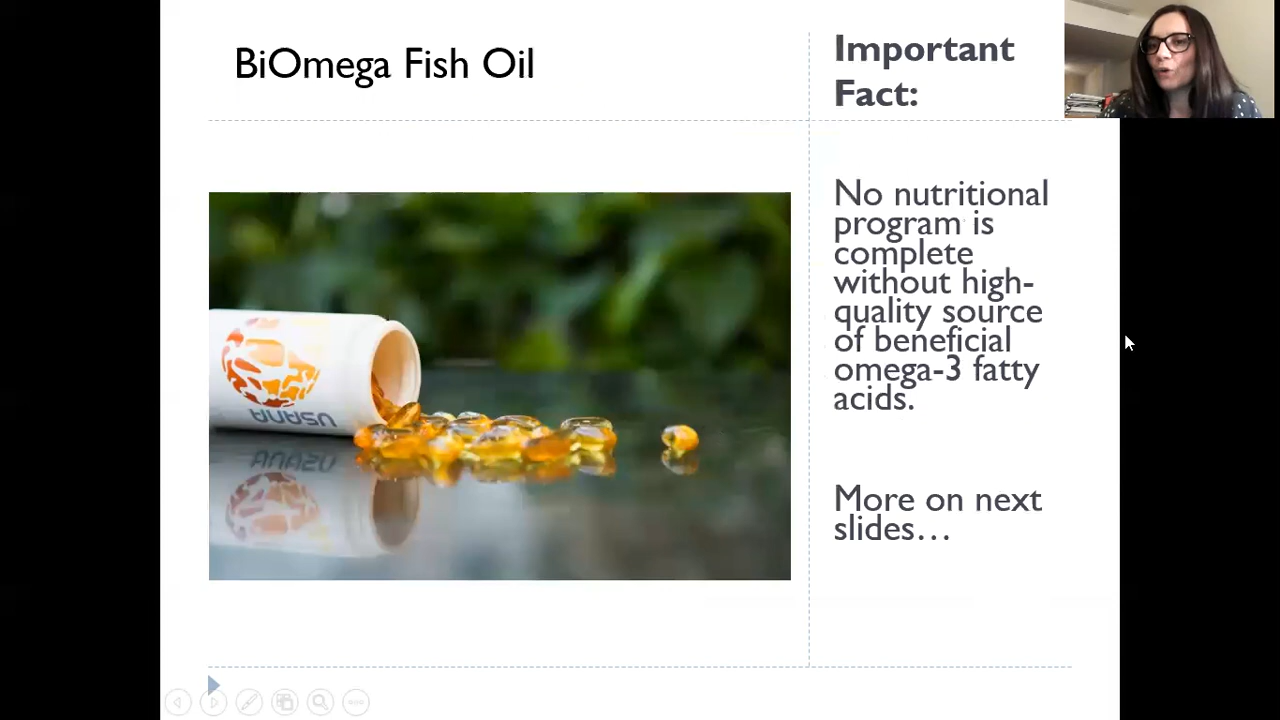 BiOmega Fish Oil
Important
Fact:
No nutritional
program is
complete
without high-
quality source
of beneficial
omega-3 fatty
acids.
More on next
slides…
USANA